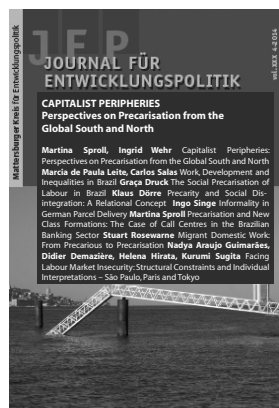 Mattersburger Kreis für Entwicklungspolitik
JEP
JOURNAL FÜR
ENTWICKLUNGSPOLITIK
vol. XXX 4-2014
CAPITALIST PERIPHERIES
Perspectives on Precarisation from the
Global South and North
Martina Sproll, Ingrid Wehr Capitalist Peripheries:
Perspectives on Precarisation from the Global South and North
Marcia de Paula Leite, Carlos Salas Work, Development and
Inequalities in Brazil Graça Druck The Social Precarisation of
Labour in Brazil Klaus Dörre Precarity and Social Dis-
integration: A Relational Concept Ingo Singe Informality in
German Parcel Delivery Martina Sproll Precarisation and New
Class Formations: The Case of Call Centres in the Brazilian
Banking Sector Stuart Rosewarne Migrant Domestic Work:
From Precarious to Precarisation Nadya Araujo Guimarães,
Didier Demazière, Helena Hirata, Kurumi Sugita Facing
Labour Market Insecurity: Structural Constraints and Individual
Interpretations – São Paulo, Paris and Tokyo